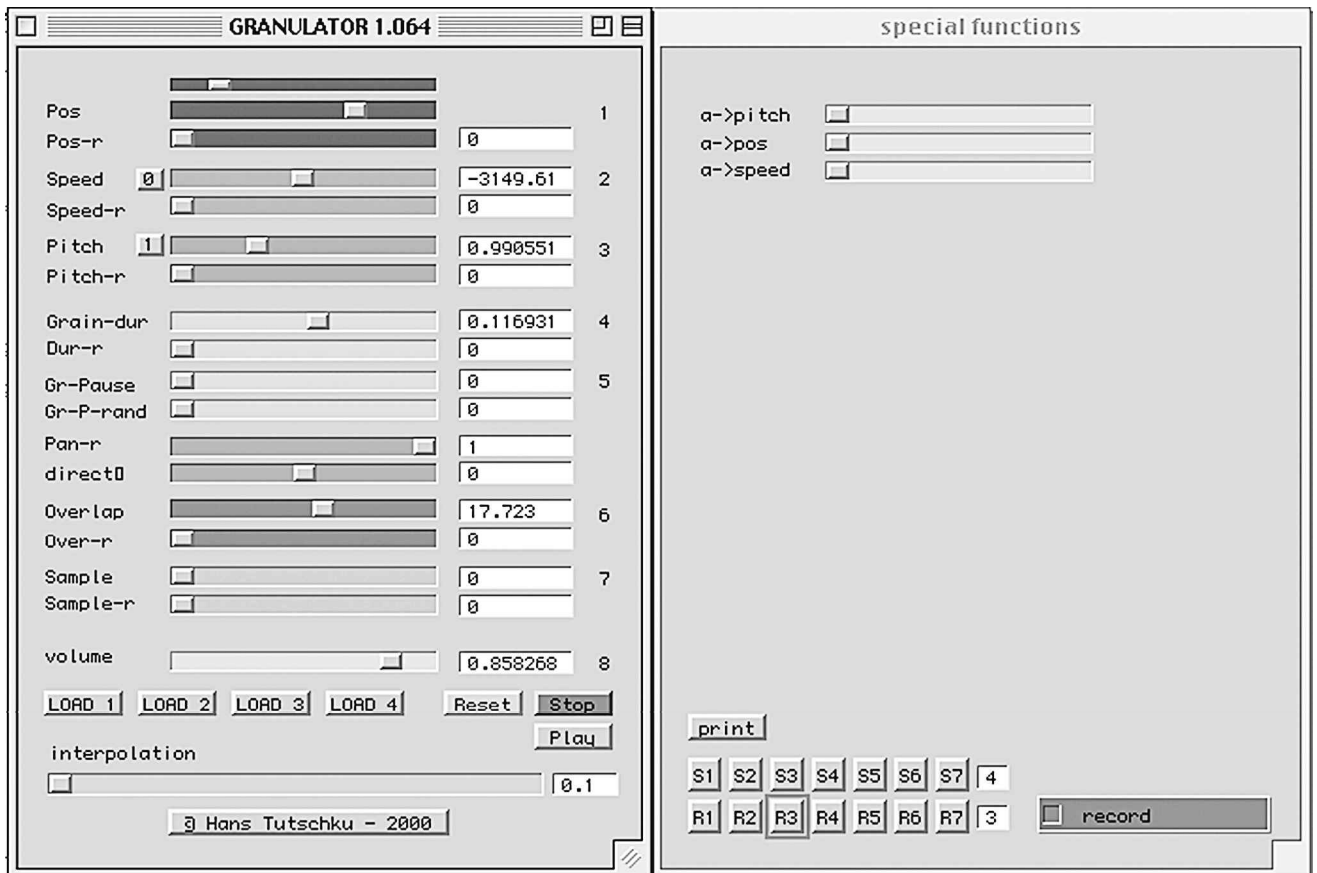 GRANULATOR 1.064
Pos 1
Pos-r 0
Speed 0 -3149.61 2
Speed-r 0
Pitch 1 0.990551 3
Pitch-r 0
Grain-dur 0.116931 4
Dur-r 0
Gr-Pause 0 5
Gr-P-rand 0
Pan-r 1
direct▯ 0
Overlap 17.723 6
Over-r 0
Sample 0 7
Sample-r 0
volume 0.858268 8
LOAD 1 LOAD 2 LOAD 3 LOAD 4 Reset Stop
Play
interpolation
0.1
Hans Tutschku - 2000
special functions
a->pitch
a->pos
a->speed
print
S1 S2 S3 S4 S5 S6 S7 4
R1 R2 R3 R4 R5 R6 R7 3 record